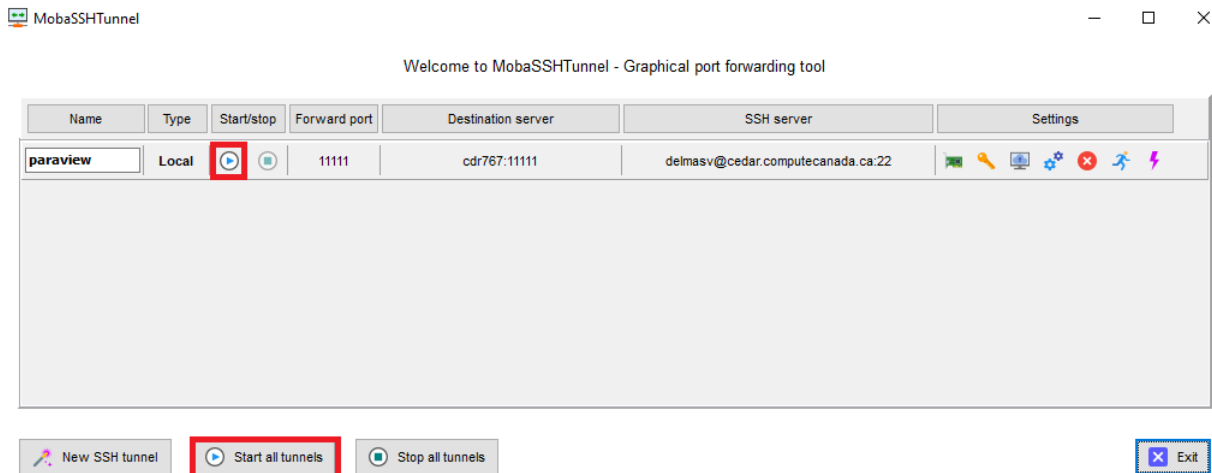 MobaSSHTunnel
Welcome to MobaSSHTunnel - Graphical port forwarding tool
Name Type Start/stop Forward port Destination server SSH server Settings
paraview Local 11111 cdr767:11111 delmasv@cedar.computecanada.ca:22
New SSH tunnel Start all tunnels Stop all tunnels Exit